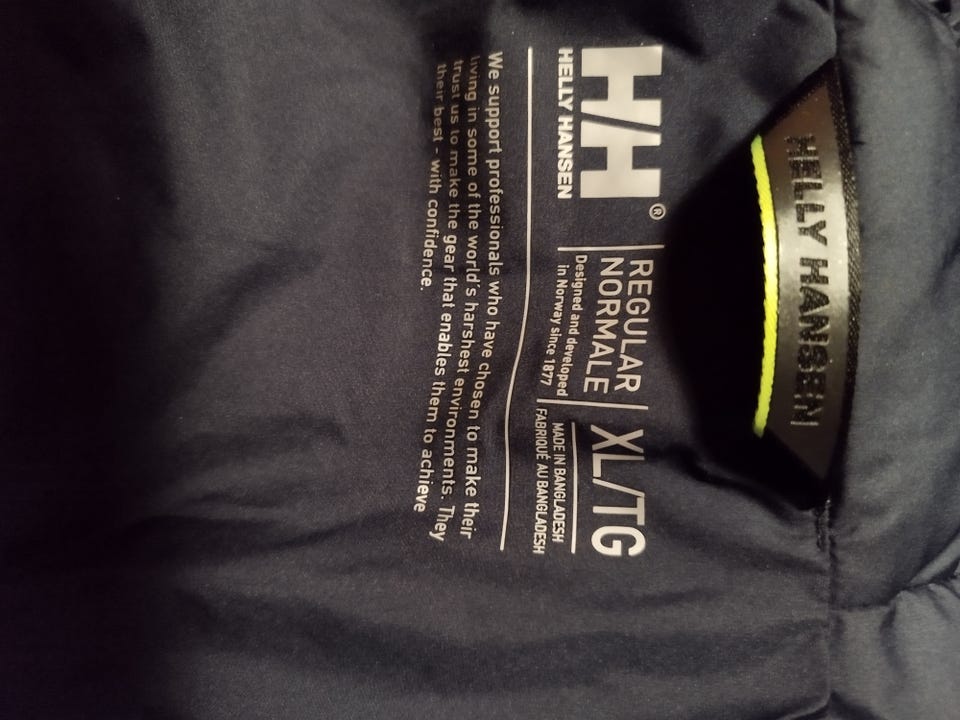 HELLY HANSEN
HH®
HELLY HANSEN
REGULAR
NORMALE
Designed and developed
in Norway since 1877
XL/TG
MADE IN BANGLADESH
FABRIQUÉ AU BANGLADESH
We support professionals who have chosen to make their
living in some of the world's harshest environments. They
trust us to make the gear that enables them to achieve
their best - with confidence.